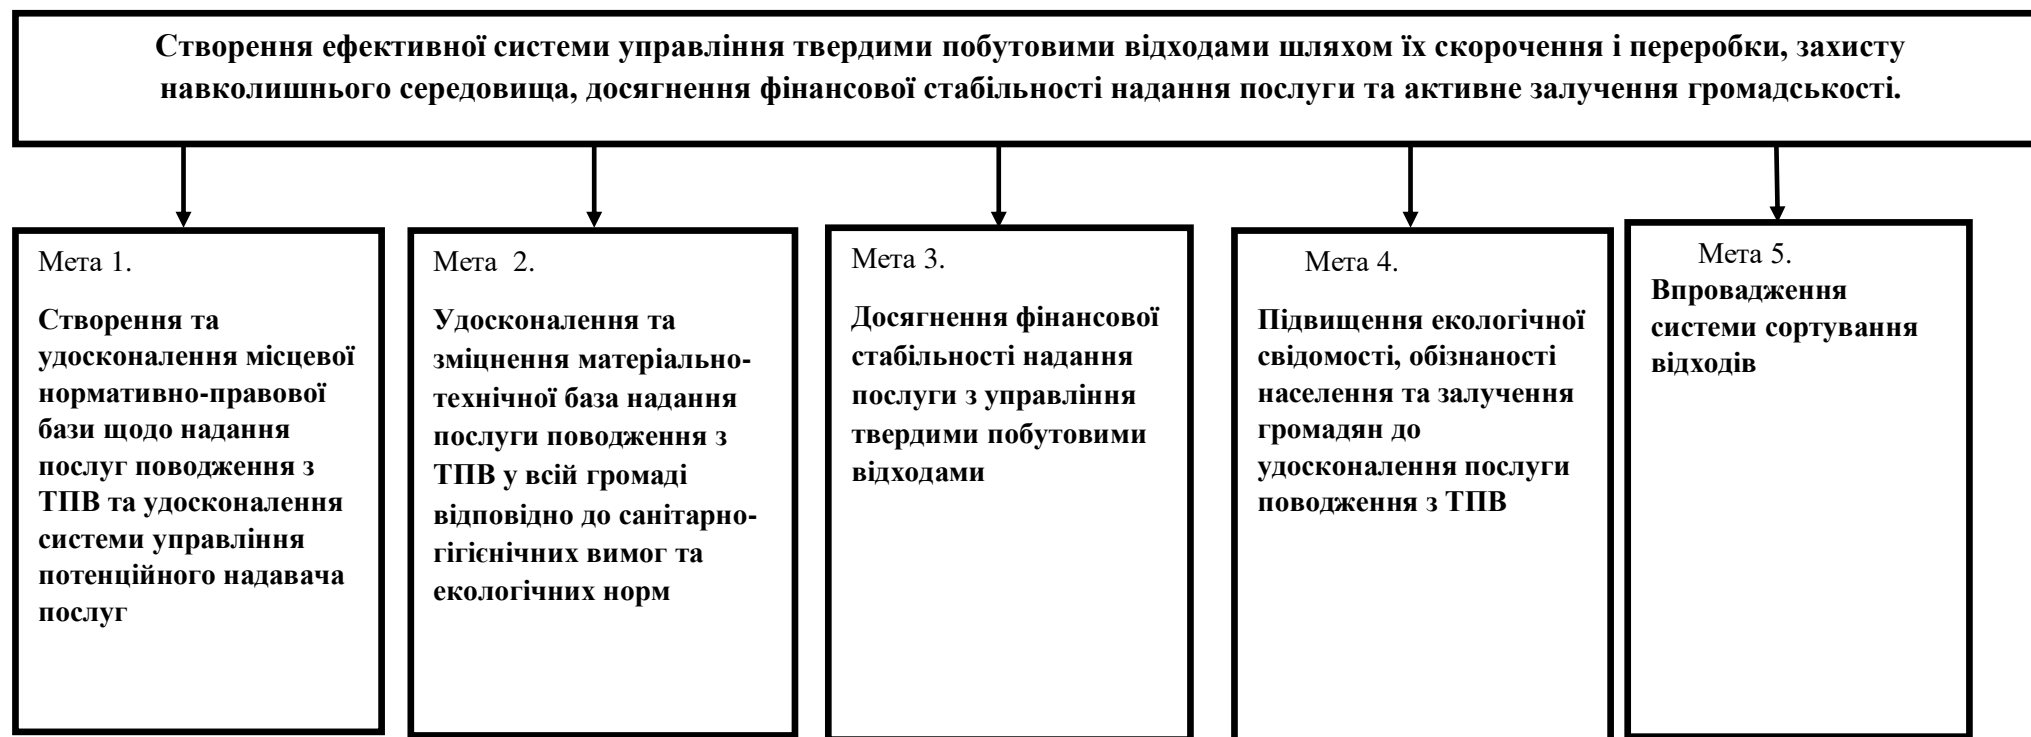 Створення ефективної системи управління твердими побутовими відходами шляхом їх скорочення і переробки, захисту
навколишнього середовища, досягнення фінансової стабільності надання послуги та активне залучення громадськості.
Мета 1.
Створення та
удосконалення місцевої
нормативно-правової
бази щодо надання
послуг поводження з
ТПВ та удосконалення
системи управління
потенційного надавача
послуг
Мета 2.
Удосконалення та
зміцнення матеріально-
технічної база надання
послуги поводження з
ТПВ у всій громаді
відповідно до санітарно-
гігієнічних вимог та
екологічних норм
Мета 3.
Досягнення фінансової
стабільності надання
послуги з управління
твердими побутовими
відходами
Мета 4.
Підвищення екологічної
свідомості, обізнаності
населення та залучення
громадян до
удосконалення послуги
поводження з ТПВ
Мета 5.
Впровадження
системи сортування
відходів